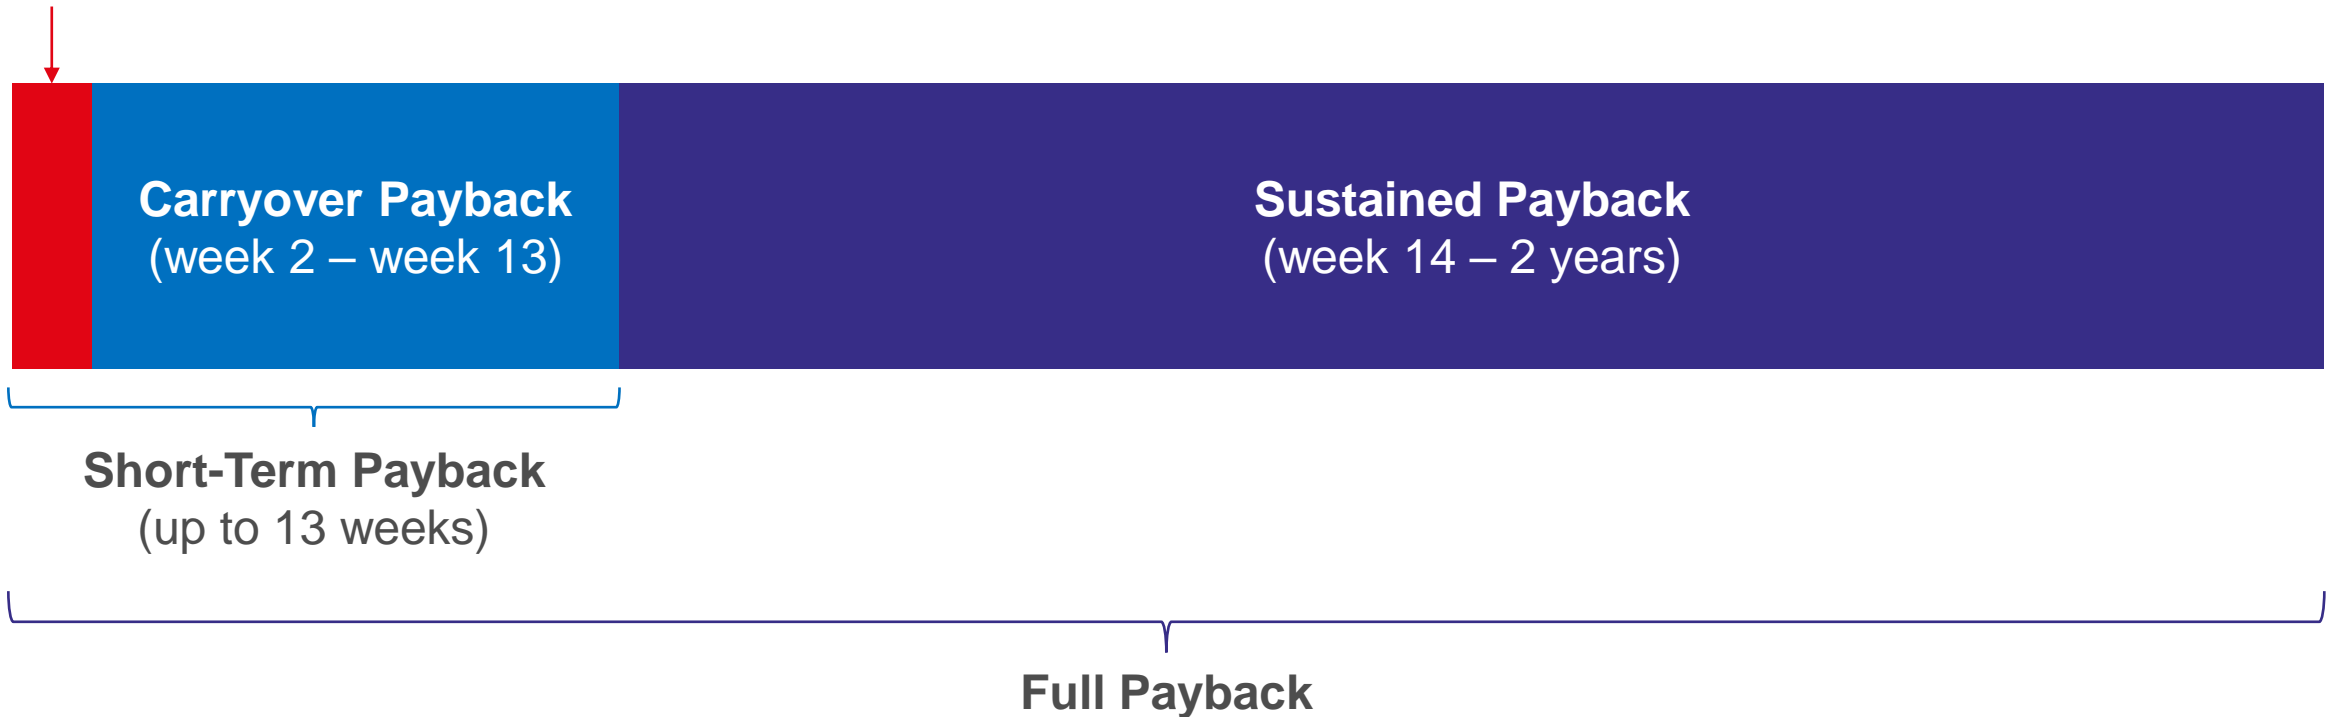 Carryover Payback
(week 2 – week 13)
Sustained Payback
(week 14 – 2 years)
Short-Term Payback
(up to 13 weeks)
Full Payback